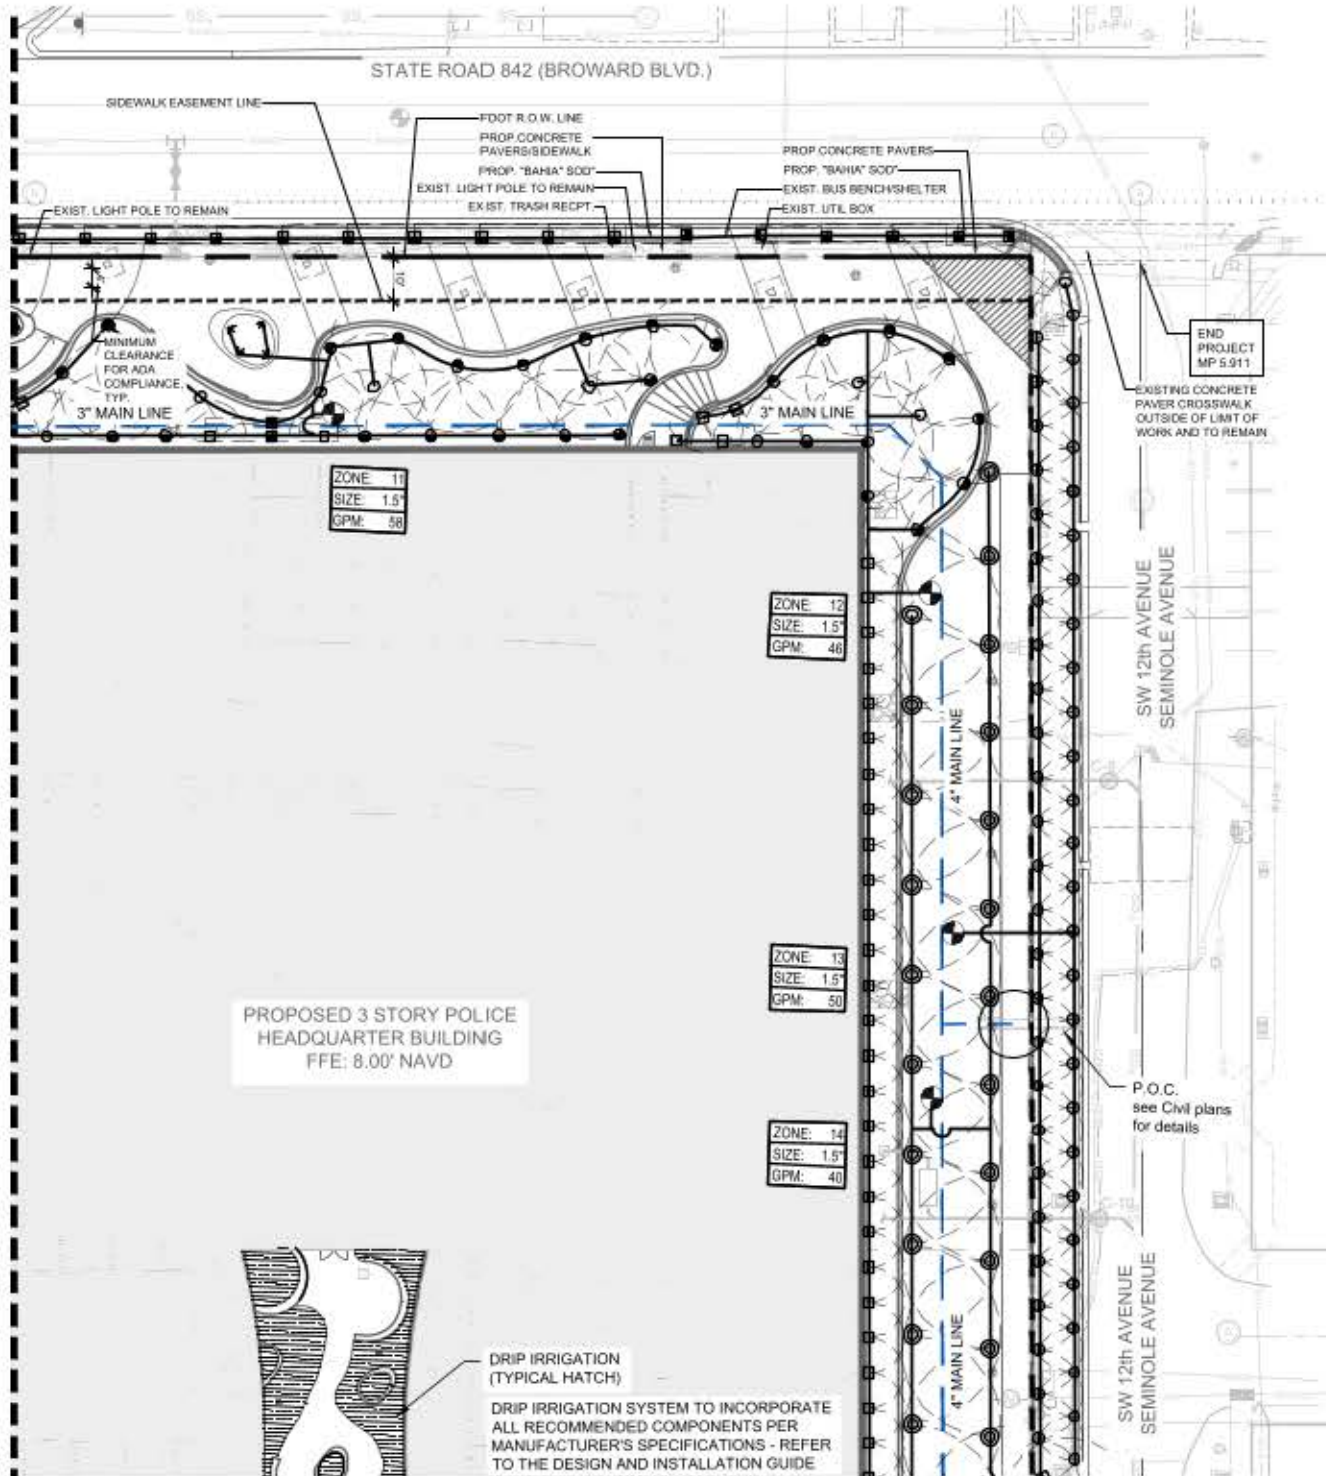 STATE ROAD 842 (BROWARD BLVD.)
SIDEWALK EASEMENT LINE
FDOT R.O.W. LINE
PROP CONCRETE
PAVERS/SIDEWALK
PROP. "BAHIA" SOD
EXIST. LIGHT POLE TO REMAIN
EXIST. TRASH RECPT.
PROP CONCRETE PAVERS
PROP. "BAHIA" SOD
EXIST. BUS BENCH/SHELTER
EXIST. UTIL BOX
EXIST. LIGHT POLE TO REMAIN
10'
MINIMUM
CLEARANCE
FOR ADA
COMPLIANCE,
TYP.
3" MAIN LINE
3" MAIN LINE
END
PROJECT
MP 5.911
EXISTING CONCRETE
PAVER CROSSWALK
OUTSIDE OF LIMIT OF
WORK AND TO REMAIN
ZONE: 11
SIZE: 1.5"
GPM: 58
ZONE: 12
SIZE: 1.5"
GPM: 46
SW 12th AVENUE
SEMINOLE AVENUE
4" MAIN LINE
ZONE: 13
SIZE: 1.5"
GPM: 50
PROPOSED 3 STORY POLICE
HEADQUARTER BUILDING
FFE: 8.00' NAVD
P.O.C.
see Civil plans
for details
ZONE: 14
SIZE: 1.5"
GPM: 40
SW 12th AVENUE
SEMINOLE AVENUE
4" MAIN LINE
DRIP IRRIGATION
(TYPICAL HATCH)
DRIP IRRIGATION SYSTEM TO INCORPORATE
ALL RECOMMENDED COMPONENTS PER
MANUFACTURER'S SPECIFICATIONS - REFER
TO THE DESIGN AND INSTALLATION GUIDE